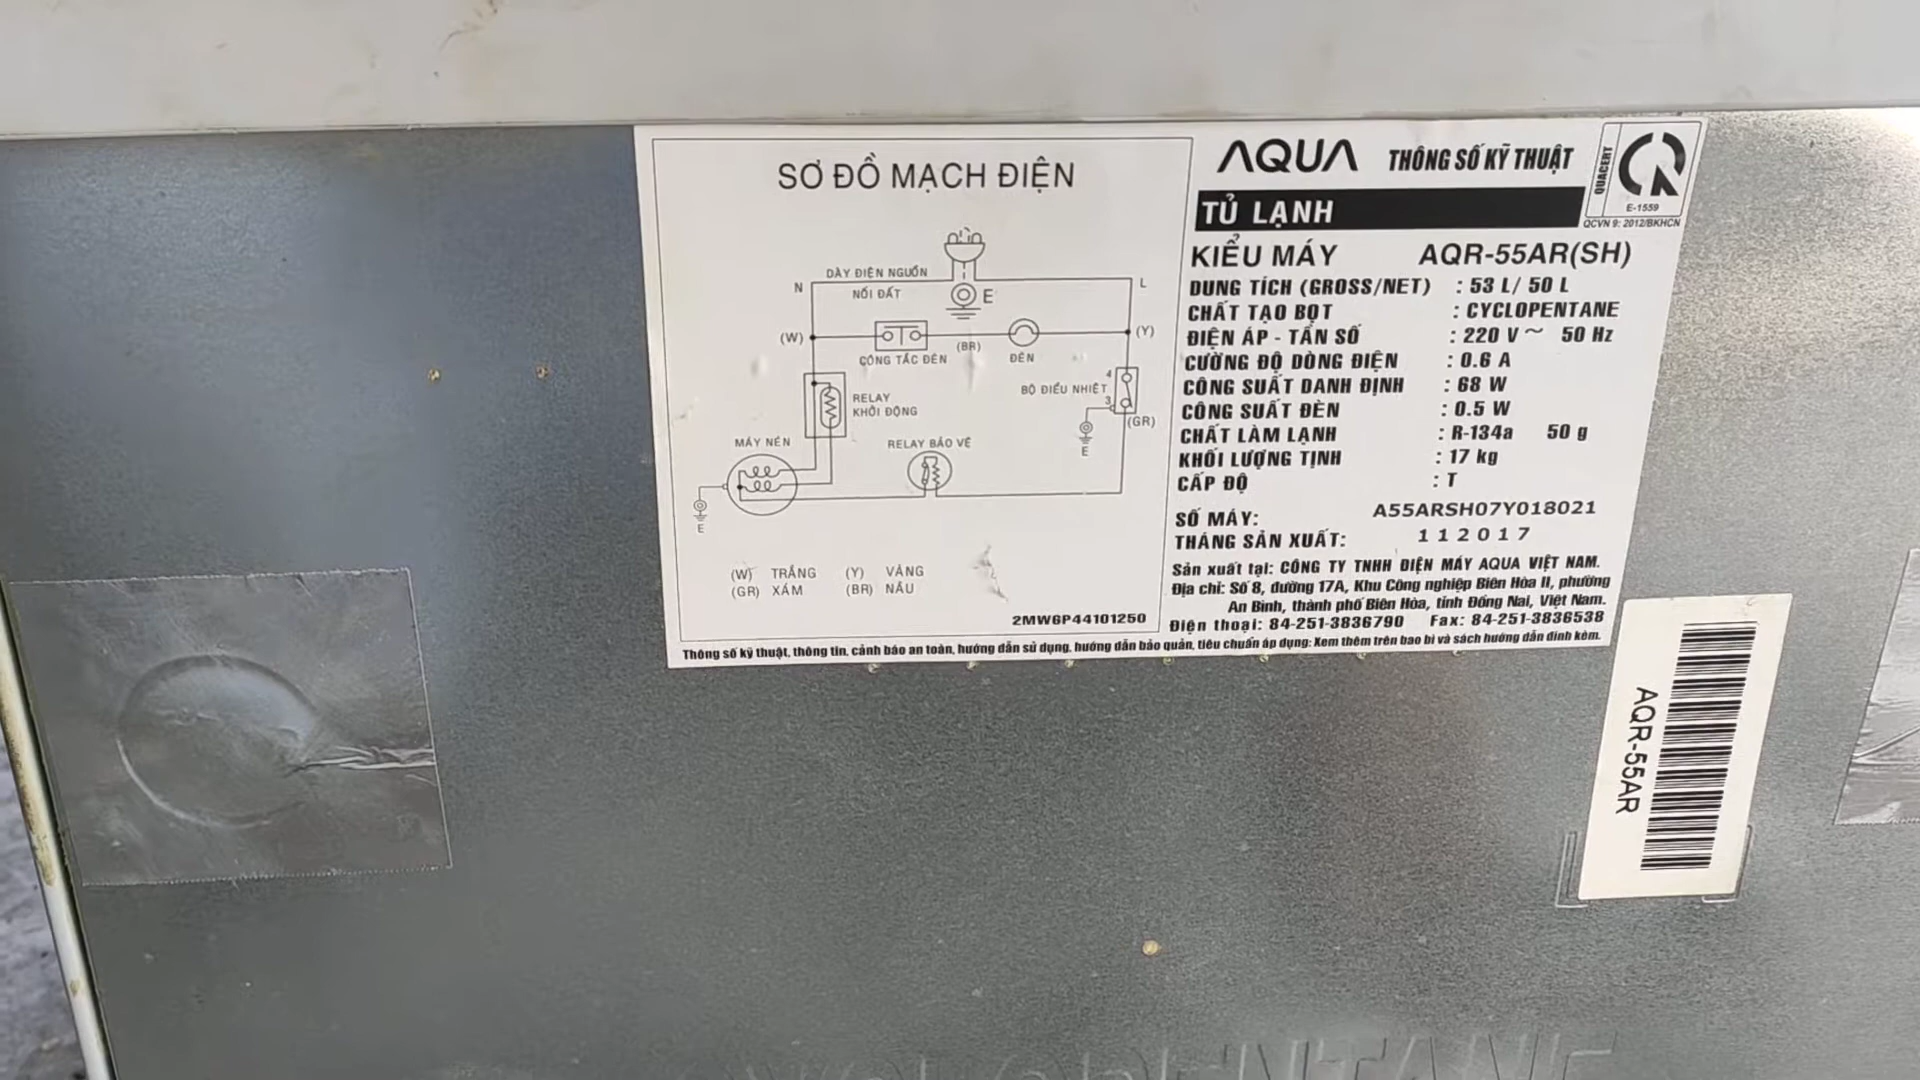 SƠ ĐỒ MẠCH ĐIỆN
DÀY ĐIỆN NGUỒN
NỐI ĐẤT
N
E
L
(W)
CÔNG TẮC ĐÈN
(BR)
ĐÈN
(Y)
RELAY
KHỞI ĐỘNG
BỘ ĐIỀU NHIỆT
4
3
(GR)
E
MÁY NÉN
RELAY BẢO VỆ
E
(W) TRẮNG (Y) VÀNG
(GR) XÁM (BR) NÂU
2MW6P44101250
AQUA THÔNG SỐ KỸ THUẬT
QUACERT
E-1559
QCVN 9: 2012/BKHCN
TỦ LẠNH
KIỂU MÁY AQR-55AR(SH)
DUNG TÍCH (GROSS/NET) : 53 L/ 50 L
CHẤT TẠO BỌT : CYCLOPENTANE
ĐIỆN ÁP - TẦN SỐ : 220 V ~ 50 Hz
CƯỜNG ĐỘ DÒNG ĐIỆN : 0.6 A
CÔNG SUẤT DANH ĐỊNH : 68 W
CÔNG SUẤT ĐÈN : 0.5 W
CHẤT LÀM LẠNH : R-134a 50 g
KHỐI LƯỢNG TỊNH : 17 kg
CẤP ĐỘ : T
SỐ MÁY: A55ARSH07Y018021
THÁNG SẢN XUẤT: 112017
Sản xuất tại: CÔNG TY TNHH ĐIỆN MÁY AQUA VIỆT NAM.
Địa chỉ: Số 8, đường 17A, Khu Công nghiệp Biên Hòa II, phường
An Bình, thành phố Biên Hòa, tỉnh Đồng Nai, Việt Nam.
Điện thoại: 84-251-3836790 Fax: 84-251-3836538
Thông số kỹ thuật, thông tin, cảnh báo an toàn, hướng dẫn sử dụng, hướng dẫn bảo quản, tiêu chuẩn áp dụng: Xem thêm trên bao bì và sách hướng dẫn đính kèm.
AQR-55AR